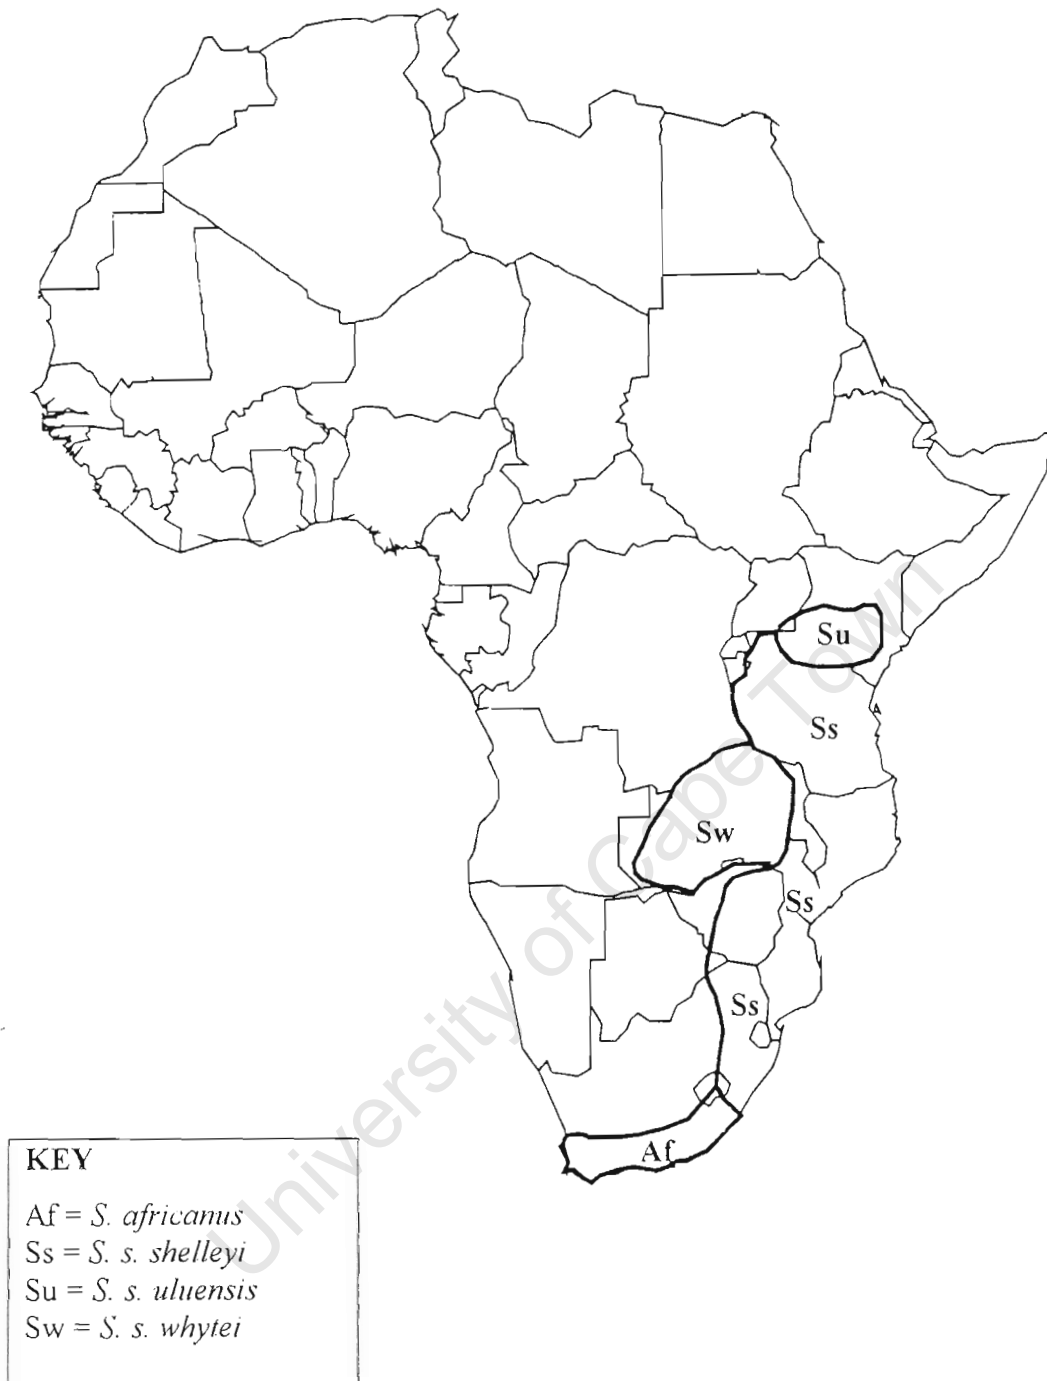 Su
Ss
Sw
Ss
Ss
Af
University of Cape Town
KEY
Af = S. africanus
Ss = S. s. shelleyi
Su = S. s. uluensis
Sw = S. s. whytei